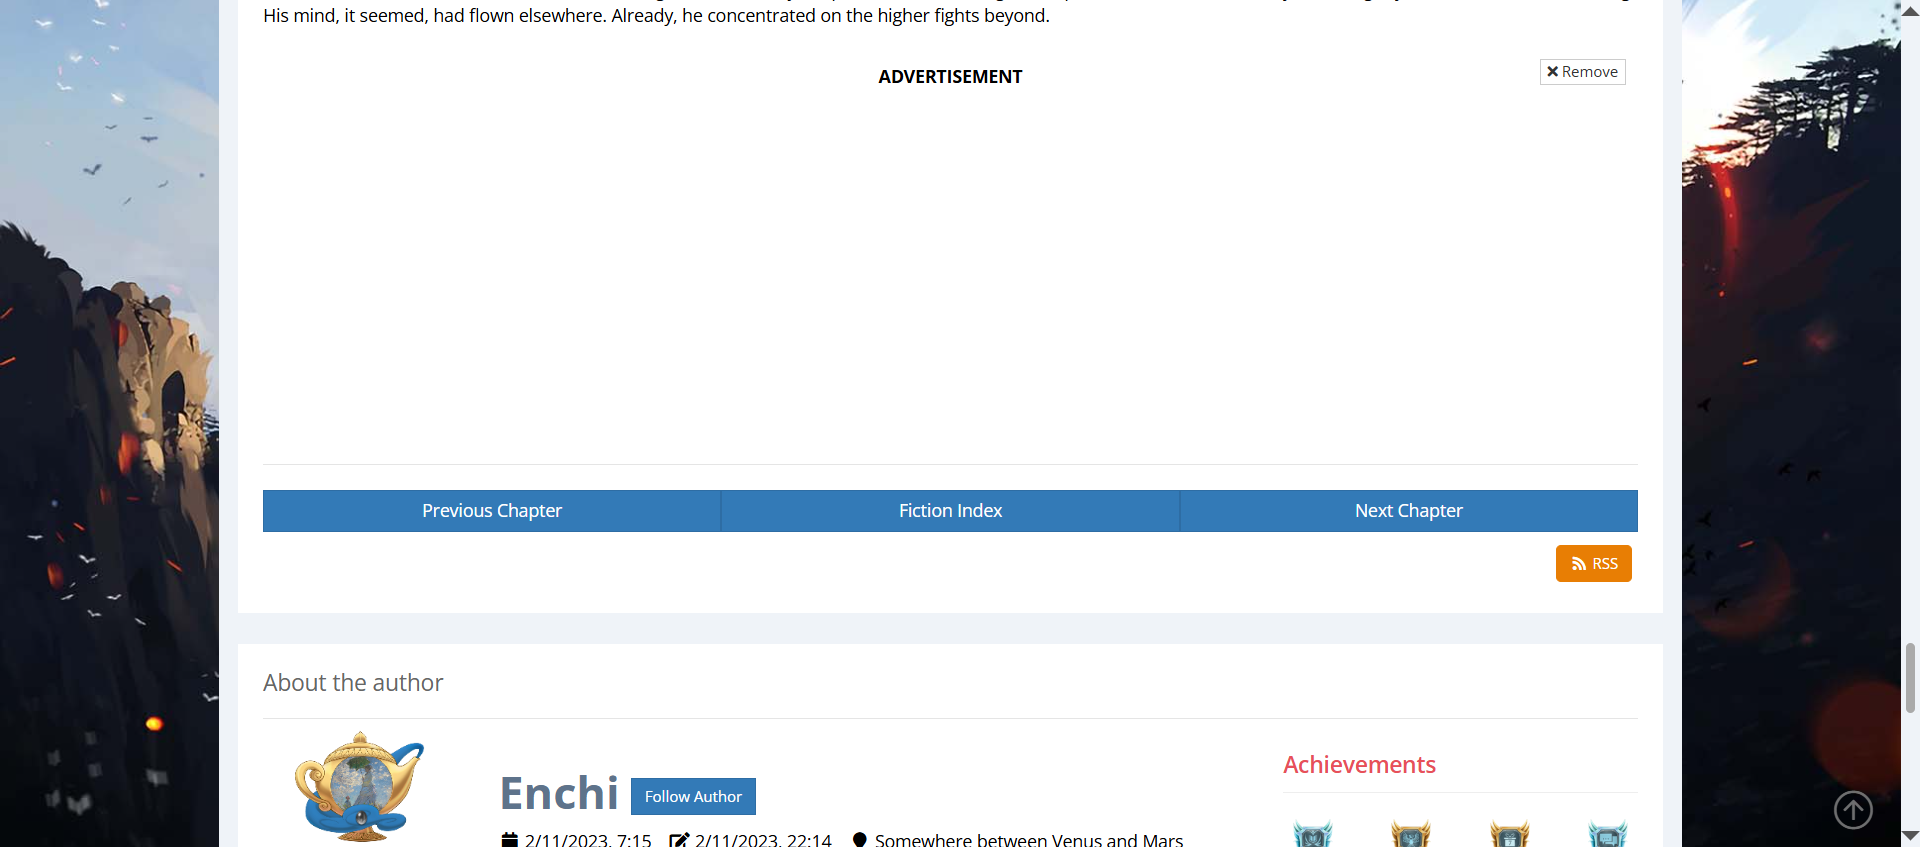 His mind, it seemed, had flown elsewhere. Already, he concentrated on the higher fights beyond.
ADVERTISEMENT
Remove
Previous Chapter
Fiction Index
Next Chapter
RSS
About the author
Achievements
Enchi
Follow Author
2/11/2023, 7:15
2/11/2023, 22:14
Somewhere between Venus and Mars